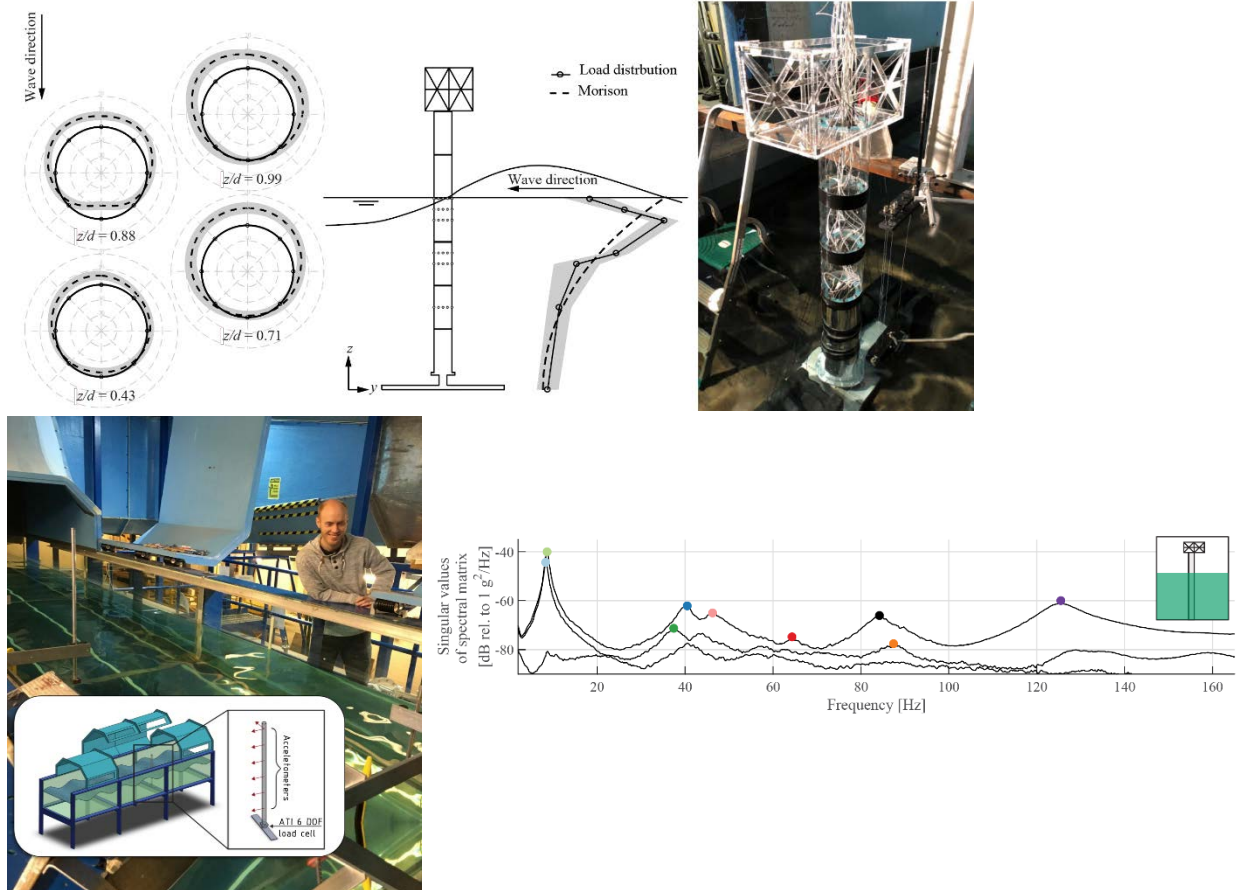 Wave direction
z/d = 0.99
z/d = 0.88
z/d = 0.71
z/d = 0.43
Load distrbution
Morison
Wave direction
z
y
Accelerometers
ATI 6 DOF
load cell
Singular values
of spectral matrix
[dB rel. to 1 g²/Hz]
-40
-60
-80
20
40
60
80
100
120
140
160
Frequency [Hz]